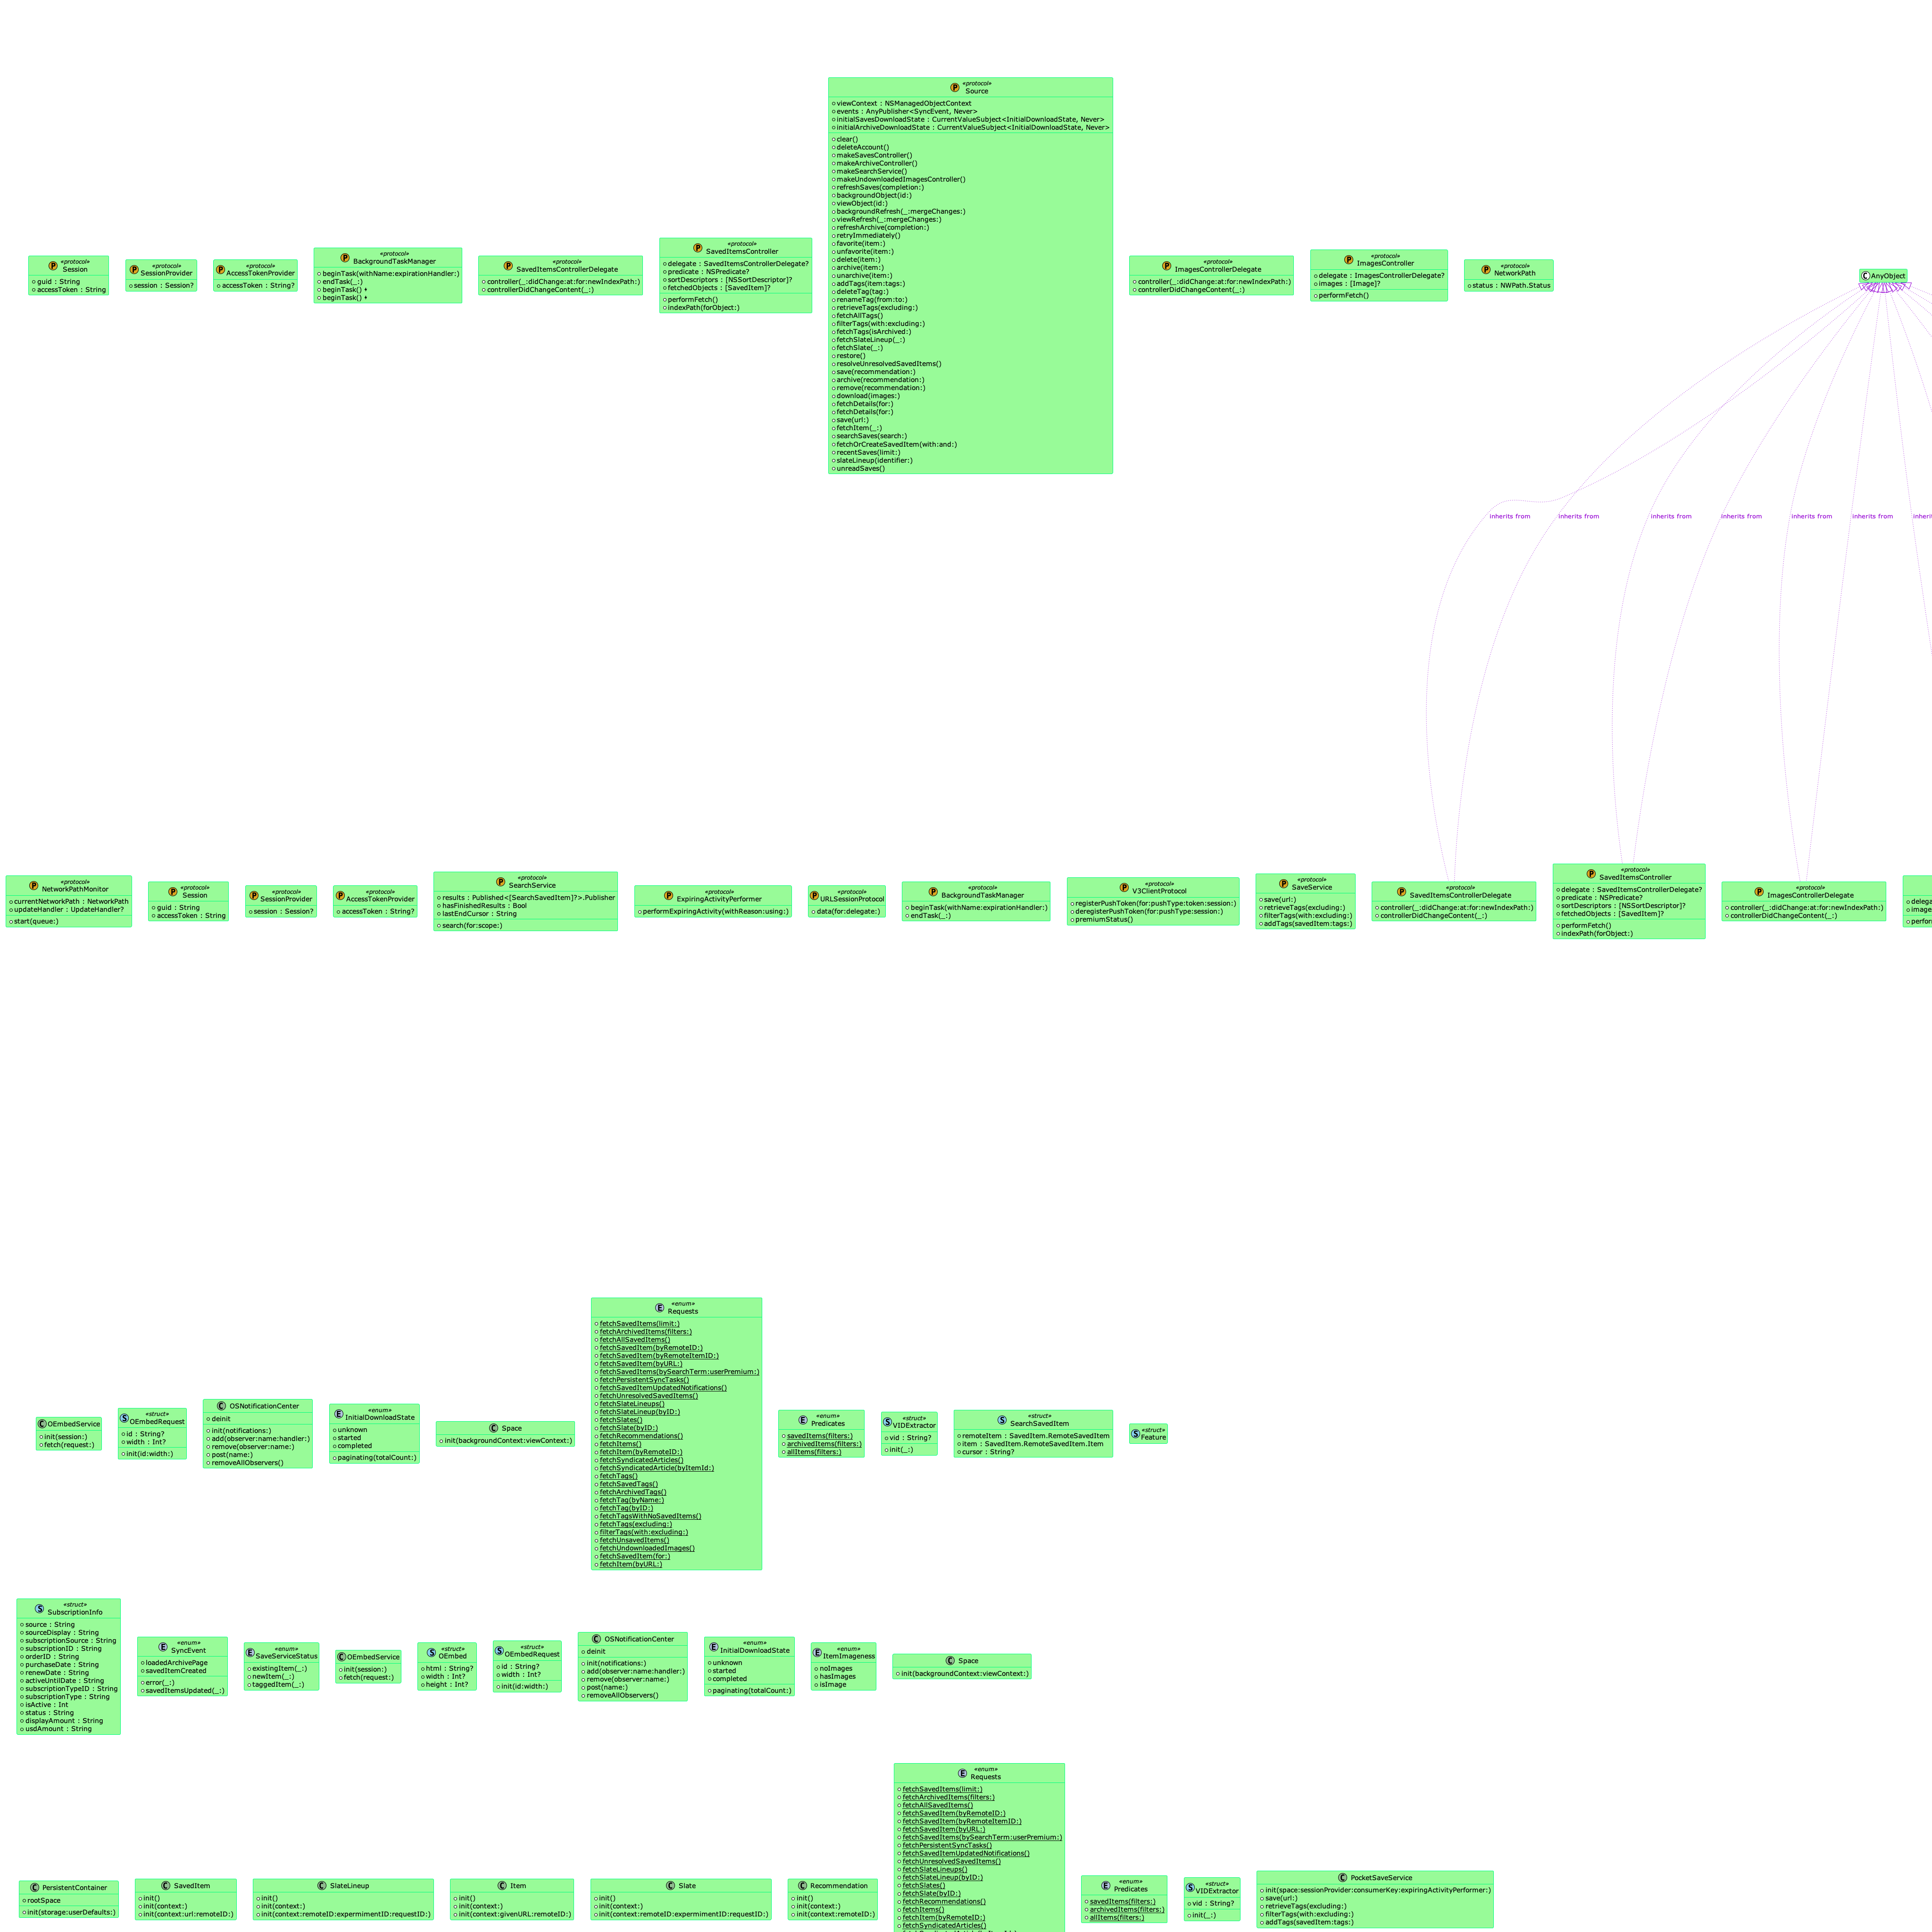 «protocol»
Source
viewContext : NSManagedObjectContext
events : AnyPublisher<SyncEvent, Never>
initialSavesDownloadState : CurrentValueSubject<InitialDownloadState, Never>
initialArchiveDownloadState : CurrentValueSubject<InitialDownloadState, Never>
clear()
deleteAccount()
makeSavesController()
makeArchiveController()
makeSearchService()
makeUndownloadedImagesController()
refreshSaves(completion:)
backgroundObject(id:)
viewObject(id:)
backgroundRefresh(_:mergeChanges:)
viewRefresh(_:mergeChanges:)
refreshArchive(completion:)
retryImmediately()
favorite(item:)
unfavorite(item:)
delete(item:)
archive(item:)
unarchive(item:)
addTags(item:tags:)
deleteTag(tag:)
renameTag(from:to:)
retrieveTags(excluding:)
fetchAllTags()
filterTags(with:excluding:)
fetchTags(isArchived:)
fetchSlateLineup(_:)
fetchSlate(_:)
restore()
resolveUnresolvedSavedItems()
save(recommendation:)
archive(recommendation:)
remove(recommendation:)
download(images:)
fetchDetails(for:)
fetchDetails(for:)
save(url:)
fetchItem(_:)
searchSaves(search:)
fetchOrCreateSavedItem(with:and:)
recentSaves(limit:)
slateLineup(identifier:)
unreadSaves()
«protocol»
Session
guid : String
accessToken : String
«protocol»
SessionProvider
session : Session?
«protocol»
AccessTokenProvider
accessToken : String?
«protocol»
BackgroundTaskManager
beginTask(withName:expirationHandler:)
endTask(_:)
beginTask()
beginTask()
«protocol»
SavedItemsControllerDelegate
controller(_:didChange:at:for:newIndexPath:)
controllerDidChangeContent(_:)
«protocol»
SavedItemsController
delegate : SavedItemsControllerDelegate?
predicate : NSPredicate?
sortDescriptors : [NSSortDescriptor]?
fetchedObjects : [SavedItem]?
performFetch()
indexPath(forObject:)
«protocol»
ImagesControllerDelegate
controller(_:didChange:at:for:newIndexPath:)
controllerDidChangeContent(_:)
«protocol»
ImagesController
delegate : ImagesControllerDelegate?
images : [Image]?
performFetch()
«protocol»
NetworkPath
status : NWPath.Status
AnyObject
inherits from
inherits from
inherits from
inherits from
inherits from
inherits from
«protocol»
NetworkPathMonitor
currentNetworkPath : NetworkPath
updateHandler : UpdateHandler?
start(queue:)
«protocol»
Session
guid : String
accessToken : String
«protocol»
SessionProvider
session : Session?
«protocol»
AccessTokenProvider
accessToken : String?
«protocol»
SearchService
results : Published<[SearchSavedItem]?>.Publisher
hasFinishedResults : Bool
lastEndCursor : String
search(for:scope:)
«protocol»
ExpiringActivityPerformer
performExpiringActivity(withReason:using:)
«protocol»
URLSessionProtocol
data(for:delegate:)
«protocol»
BackgroundTaskManager
beginTask(withName:expirationHandler:)
endTask(_:)
«protocol»
V3ClientProtocol
registerPushToken(for:pushType:token:session:)
deregisterPushToken(for:pushType:session:)
premiumStatus()
«protocol»
SaveService
save(url:)
retrieveTags(excluding:)
filterTags(with:excluding:)
addTags(savedItem:tags:)
«protocol»
SavedItemsControllerDelegate
controller(_:didChange:at:for:newIndexPath:)
controllerDidChangeContent(_:)
«protocol»
SavedItemsController
delegate : SavedItemsControllerDelegate?
predicate : NSPredicate?
sortDescriptors : [NSSortDescriptor]?
fetchedObjects : [SavedItem]?
performFetch()
indexPath(forObject:)
«protocol»
ImagesControllerDelegate
controller(_:didChange:at:for:newIndexPath:)
controllerDidChangeContent(_:)
OEmbedService
init(session:)
fetch(request:)
«struct»
OEmbedRequest
id : String?
width : Int?
init(id:width:)
OSNotificationCenter
deinit
init(notifications:)
add(observer:name:handler:)
remove(observer:name:)
post(name:)
removeAllObservers()
«enum»
InitialDownloadState
unknown
started
completed
paginating(totalCount:)
Space
init(backgroundContext:viewContext:)
«enum»
Requests
fetchSavedItems(limit:)
fetchArchivedItems(filters:)
fetchAllSavedItems()
fetchSavedItem(byRemoteID:)
fetchSavedItem(byRemoteItemID:)
fetchSavedItem(byURL:)
fetchSavedItems(bySearchTerm:userPremium:)
fetchPersistentSyncTasks()
fetchSavedItemUpdatedNotifications()
fetchUnresolvedSavedItems()
fetchSlateLineups()
fetchSlateLineup(byID:)
fetchSlates()
fetchSlate(byID:)
fetchRecommendations()
fetchItems()
fetchItem(byRemoteID:)
fetchSyndicatedArticles()
fetchSyndicatedArticle(byItemId:)
fetchTags()
fetchSavedTags()
fetchArchivedTags()
fetchTag(byName:)
fetchTag(byID:)
fetchTagsWithNoSavedItems()
fetchTags(excluding:)
filterTags(with:excluding:)
fetchUnsavedItems()
fetchUndownloadedImages()
fetchSavedItem(for:)
fetchItem(byURL:)
«enum»
Predicates
savedItems(filters:)
archivedItems(filters:)
allItems(filters:)
«struct»
VIDExtractor
vid : String?
init(_:)
«struct»
SearchSavedItem
remoteItem : SavedItem.RemoteSavedItem
item : SavedItem.RemoteSavedItem.Item
cursor : String?
«struct»
Feature
«struct»
SubscriptionInfo
source : String
sourceDisplay : String
subscriptionSource : String
subscriptionID : String
orderID : String
purchaseDate : String
renewDate : String
activeUntilDate : String
subscriptionTypeID : String
subscriptionType : String
isActive : Int
status : String
displayAmount : String
usdAmount : String
«enum»
SyncEvent
loadedArchivePage
savedItemCreated
error(_:)
savedItemsUpdated(_:)
«enum»
SaveServiceStatus
existingItem(_:)
newItem(_:)
taggedItem(_:)
OEmbedService
init(session:)
fetch(request:)
«struct»
OEmbed
html : String?
width : Int?
height : Int?
«struct»
OEmbedRequest
id : String?
width : Int?
init(id:width:)
OSNotificationCenter
deinit
init(notifications:)
add(observer:name:handler:)
remove(observer:name:)
post(name:)
removeAllObservers()
«enum»
InitialDownloadState
unknown
started
completed
paginating(totalCount:)
«enum»
ItemImageness
noImages
hasImages
isImage
Space
init(backgroundContext:viewContext:)
PersistentContainer
rootSpace
init(storage:userDefaults:)
SavedItem
init()
init(context:)
init(context:url:remoteID:)
SlateLineup
init()
init(context:)
init(context:remoteID:expermimentID:requestID:)
Item
init()
init(context:)
init(context:givenURL:remoteID:)
Slate
init()
init(context:)
init(context:remoteID:expermimentID:requestID:)
Recommendation
init()
init(context:)
init(context:remoteID:)
«enum»
Requests
fetchSavedItems(limit:)
fetchArchivedItems(filters:)
fetchAllSavedItems()
fetchSavedItem(byRemoteID:)
fetchSavedItem(byRemoteItemID:)
fetchSavedItem(byURL:)
fetchSavedItems(bySearchTerm:userPremium:)
fetchPersistentSyncTasks()
fetchSavedItemUpdatedNotifications()
fetchUnresolvedSavedItems()
fetchSlateLineups()
fetchSlateLineup(byID:)
fetchSlates()
fetchSlate(byID:)
fetchRecommendations()
fetchItems()
fetchItem(byRemoteID:)
fetchSyndicatedArticles()
«enum»
Predicates
savedItems(filters:)
archivedItems(filters:)
allItems(filters:)
«struct»
VIDExtractor
vid : String?
init(_:)
PocketSaveService
init(space:sessionProvider:consumerKey:expiringActivityPerformer:)
save(url:)
retrieveTags(excluding:)
filterTags(with:excluding:)
addTags(savedItem:tags:)